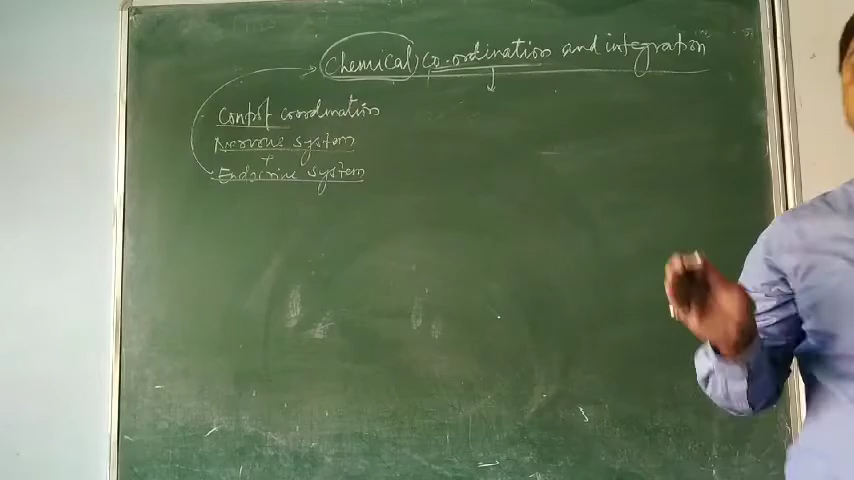 Chemical Co-ordination and integration
Control coordination
Nervous system
+
Endocrine system